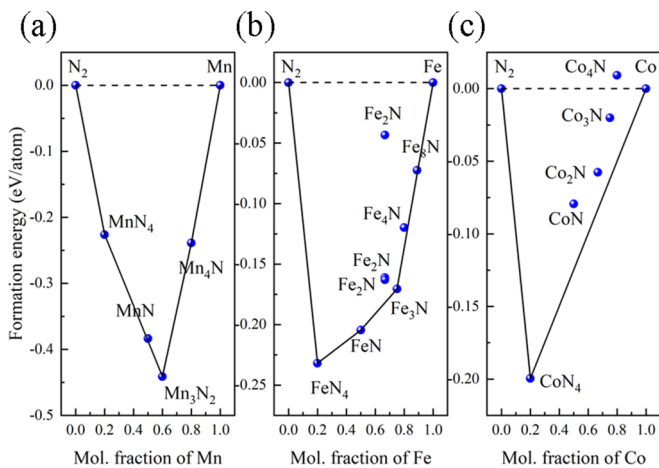 (a)
(b)
(c)
Formation energy (eV/atom)
N2
Mn
MnN4
Mn4N
MnN
Mn3N2
0.0
-0.1
-0.2
-0.3
-0.4
-0.5
0.0 0.2 0.4 0.6 0.8 1.0
Mol. fraction of Mn
N2
Fe
Fe2N
Fe8N
Fe4N
Fe2N
Fe2N
Fe3N
FeN
FeN4
0.00
-0.05
-0.10
-0.15
-0.20
-0.25
0.0 0.2 0.4 0.6 0.8 1.0
Mol. fraction of Fe
N2
Co4N
Co
Co3N
Co2N
CoN
CoN4
0.00
-0.05
-0.10
-0.15
-0.20
0.0 0.2 0.4 0.6 0.8 1.0
Mol. fraction of Co